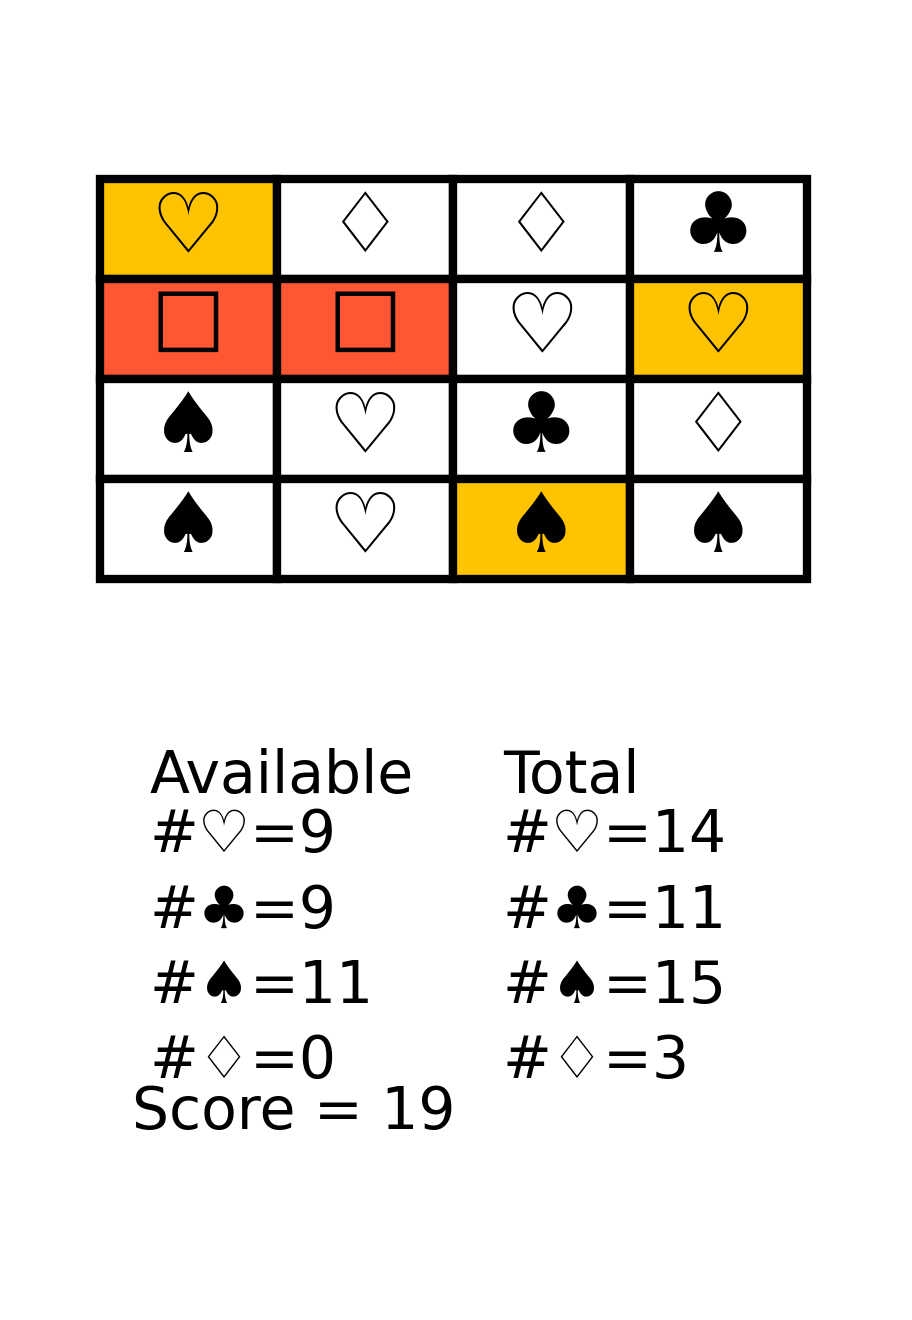 ♡ ♢ ♢ ♣
□ □ ♡ ♡
♠ ♡ ♣ ♢
♠ ♡ ♠ ♠
Available Total
#♡=9 #♡=14
#♣=9 #♣=11
#♠=11 #♠=15
#♢=0 #♢=3
Score = 19